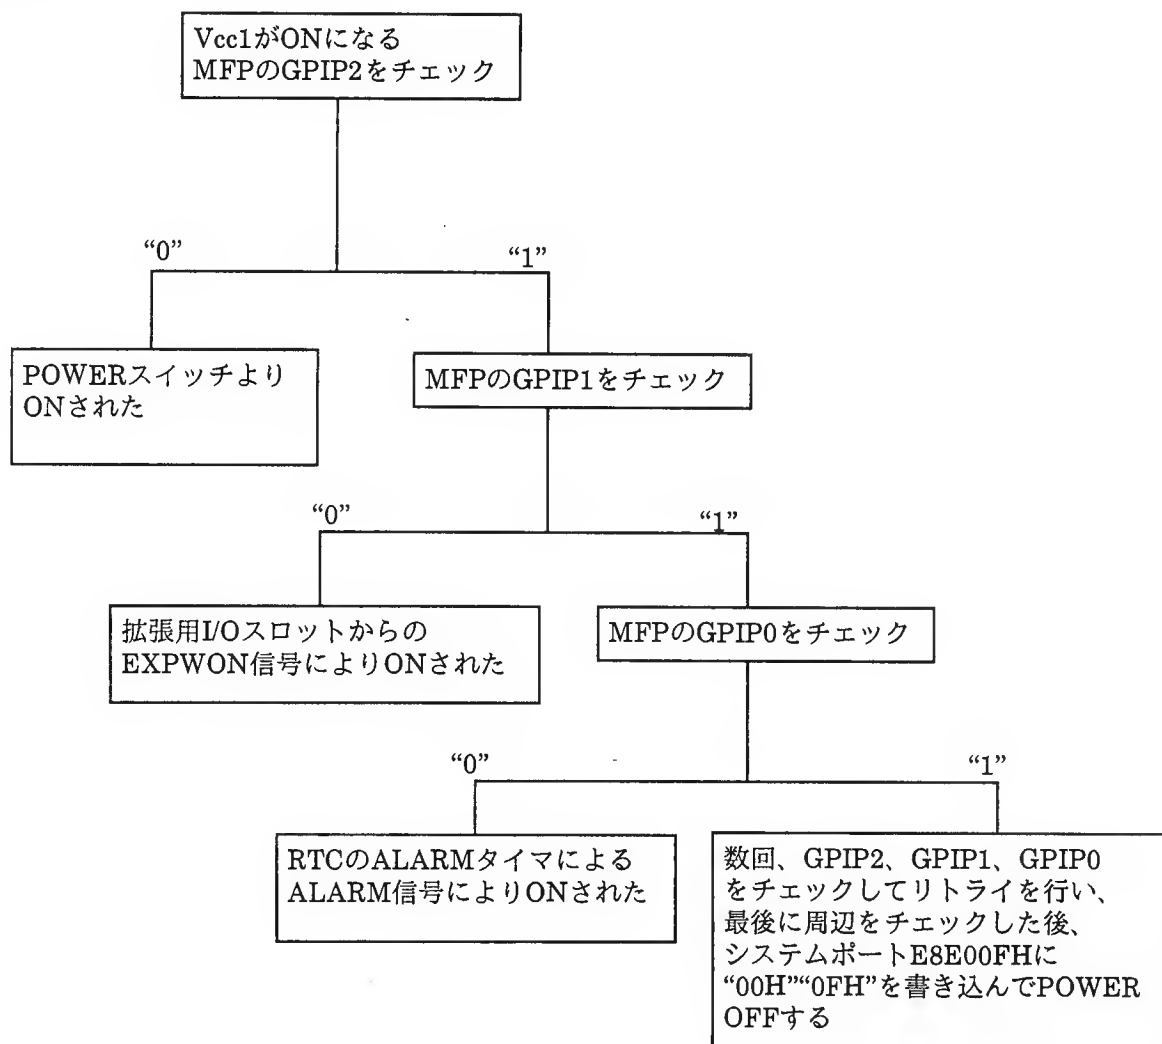 Vcc1がONになる
MFPのGPIP2をチェック
“0”
“1”
POWERスイッチより
ONされた
MFPのGPIP1をチェック
“0”
“1”
拡張用I/Oスロットからの
EXPWON信号によりONされた
MFPのGPIP0をチェック
“0”
“1”
RTCのALARMタイマによる
ALARM信号によりONされた
数回、GPIP2、GPIP1、GPIP0
をチェックしてリトライを行い、
最後に周辺をチェックした後、
システムポートE8E00FHに
“00H”“0FH”を書き込んでPOWER
OFFする